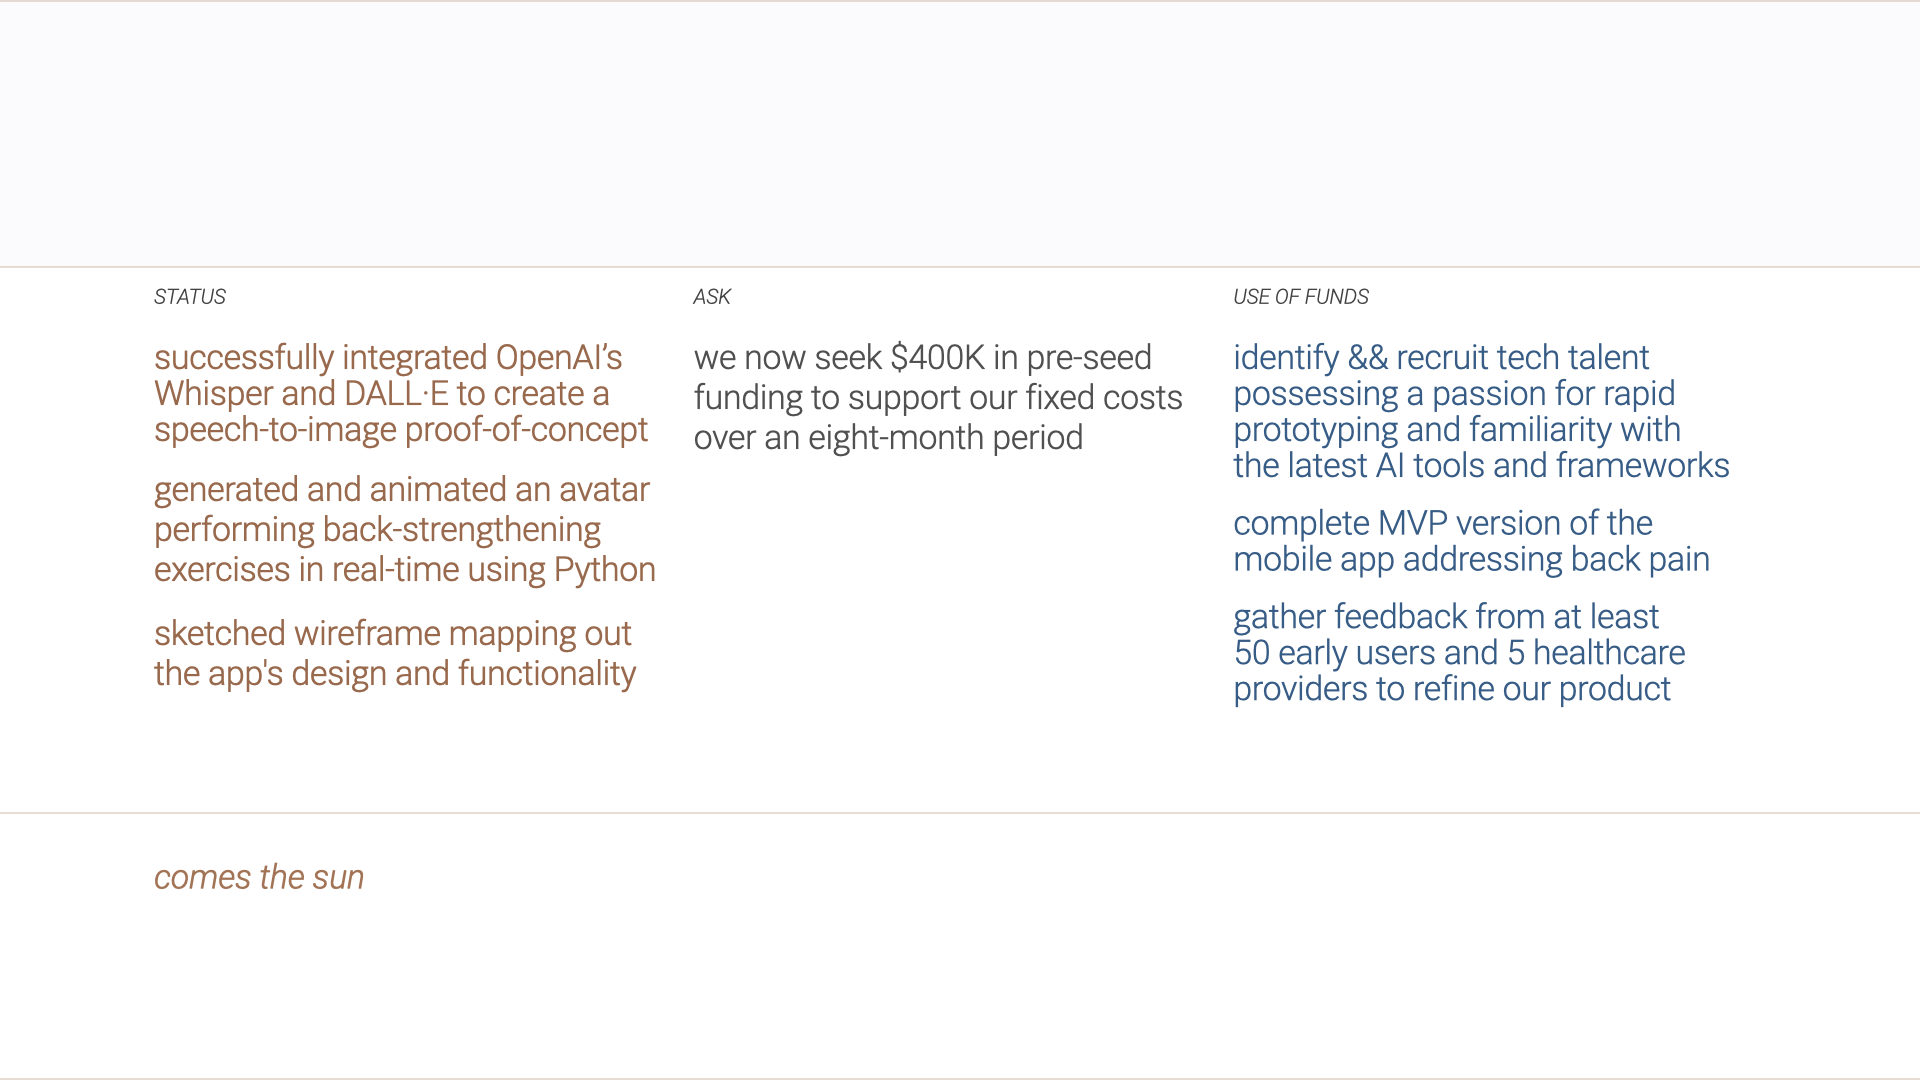 STATUS
successfully integrated OpenAI’s
Whisper and DALL·E to create a
speech-to-image proof-of-concept
generated and animated an avatar
performing back-strengthening
exercises in real-time using Python
sketched wireframe mapping out
the app's design and functionality
ASK
we now seek $400K in pre-seed
funding to support our fixed costs
over an eight-month period
USE OF FUNDS
identify && recruit tech talent
possessing a passion for rapid
prototyping and familiarity with
the latest AI tools and frameworks
complete MVP version of the
mobile app addressing back pain
gather feedback from at least
50 early users and 5 healthcare
providers to refine our product
comes the sun